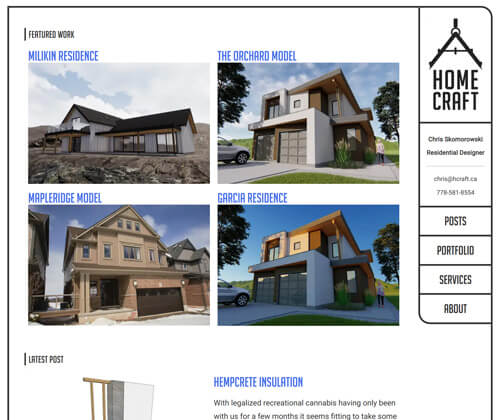 FEATURED WORK
MILIKIN RESIDENCE
THE ORCHARD MODEL
MAPLERIDGE MODEL
GARCIA RESIDENCE
LATEST POST
HEMPCRETE INSULATION
With legalized recreational cannabis having only been
with us for a few months it seems fitting to take some
HOME
CRAFT
Chris Skomorowski
Residential Designer
chris@hcraft.ca
778-581-8554
POSTS
PORTFOLIO
SERVICES
ABOUT